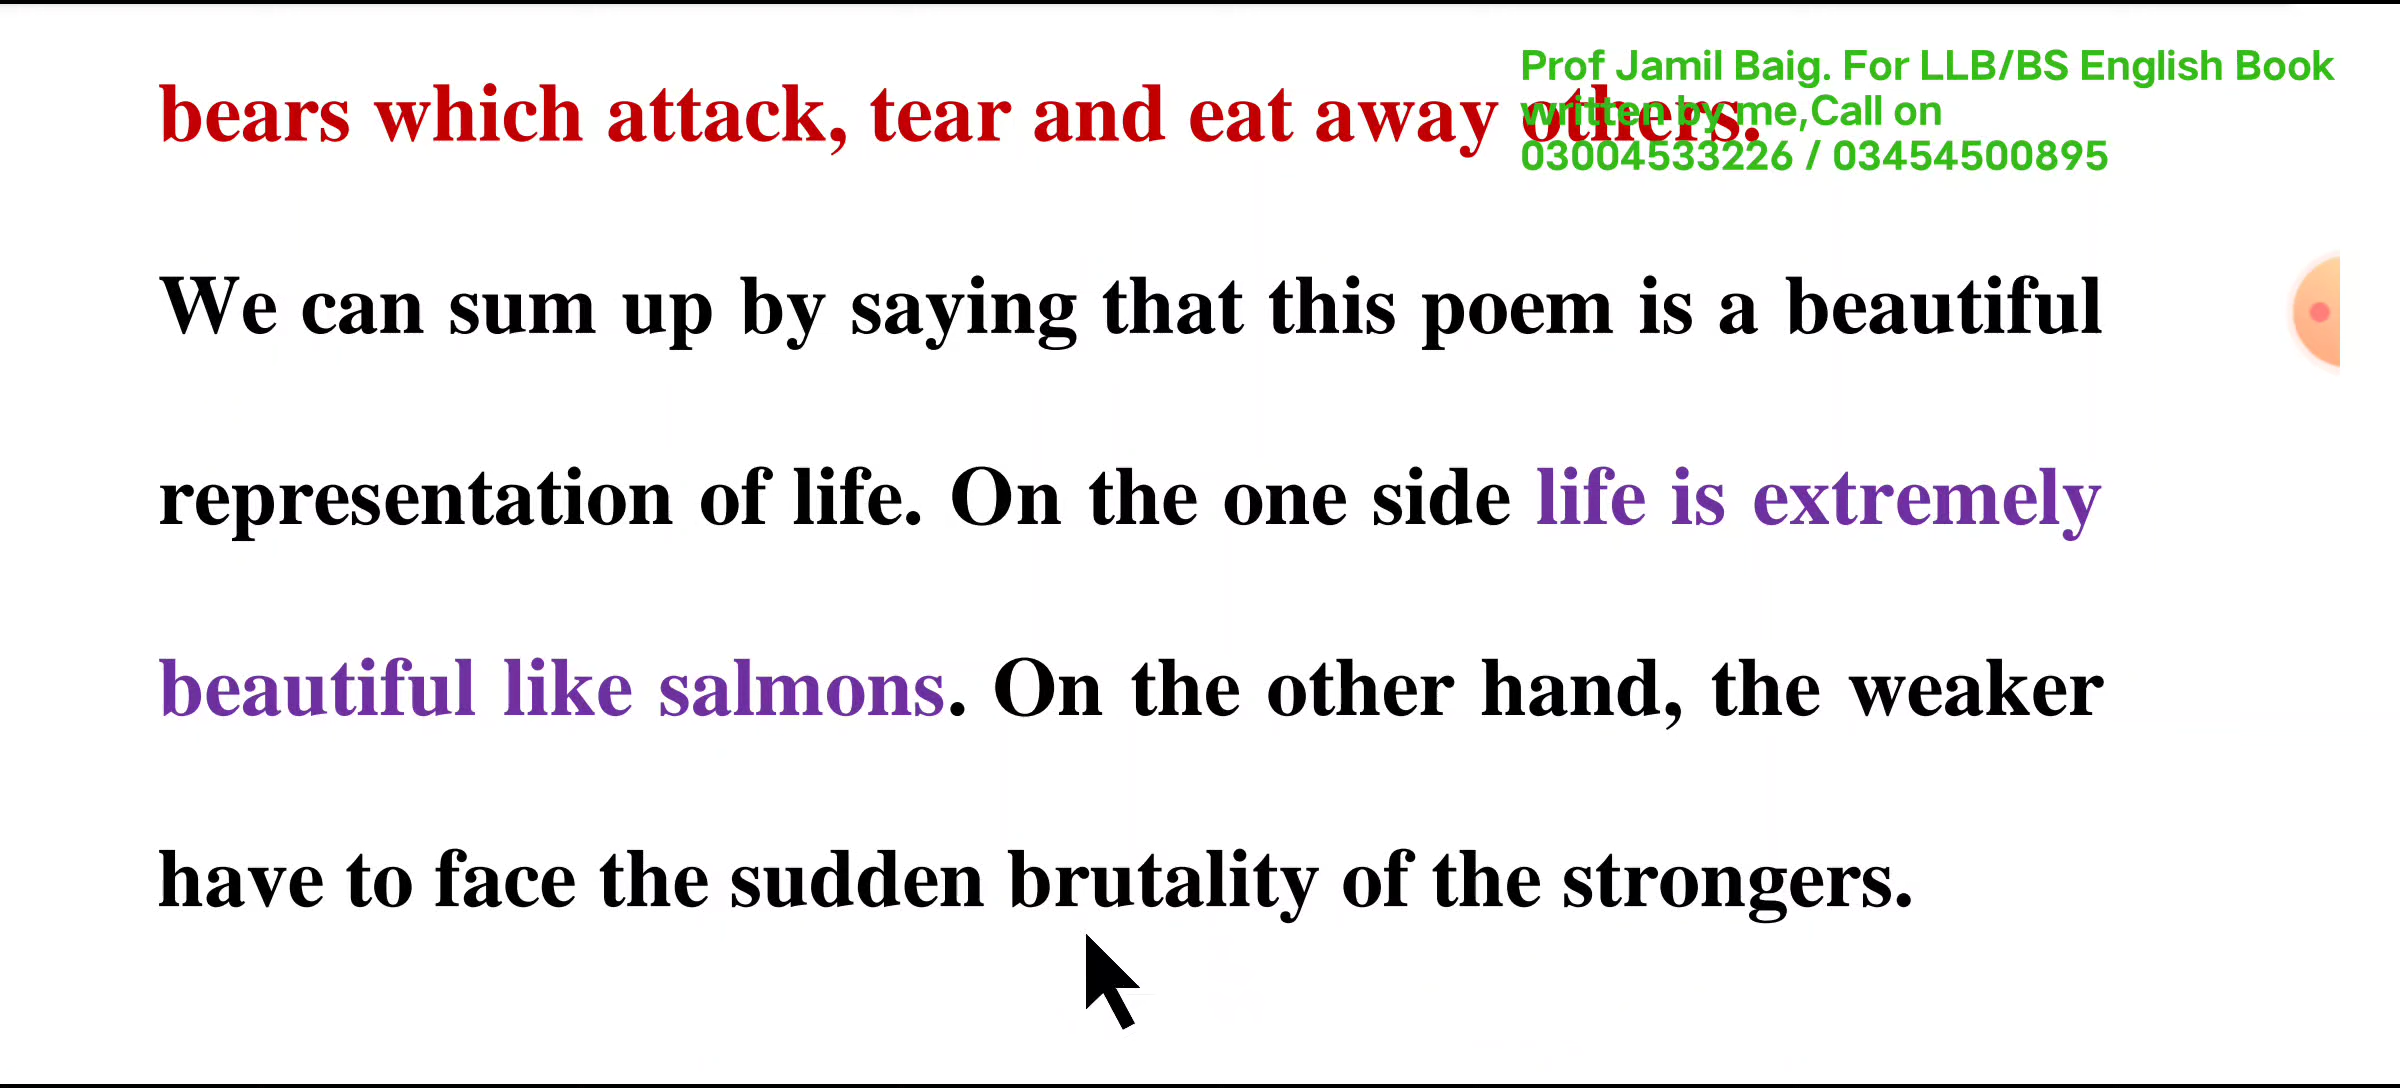 Prof Jamil Baig. For LLB/BS English Book
written by me,Call on
03004533226 / 03454500895
bears which attack, tear and eat away others.
We can sum up by saying that this poem is a beautiful
representation of life. On the one side life is extremely
beautiful like salmons. On the other hand, the weaker
have to face the sudden brutality of the strongers.